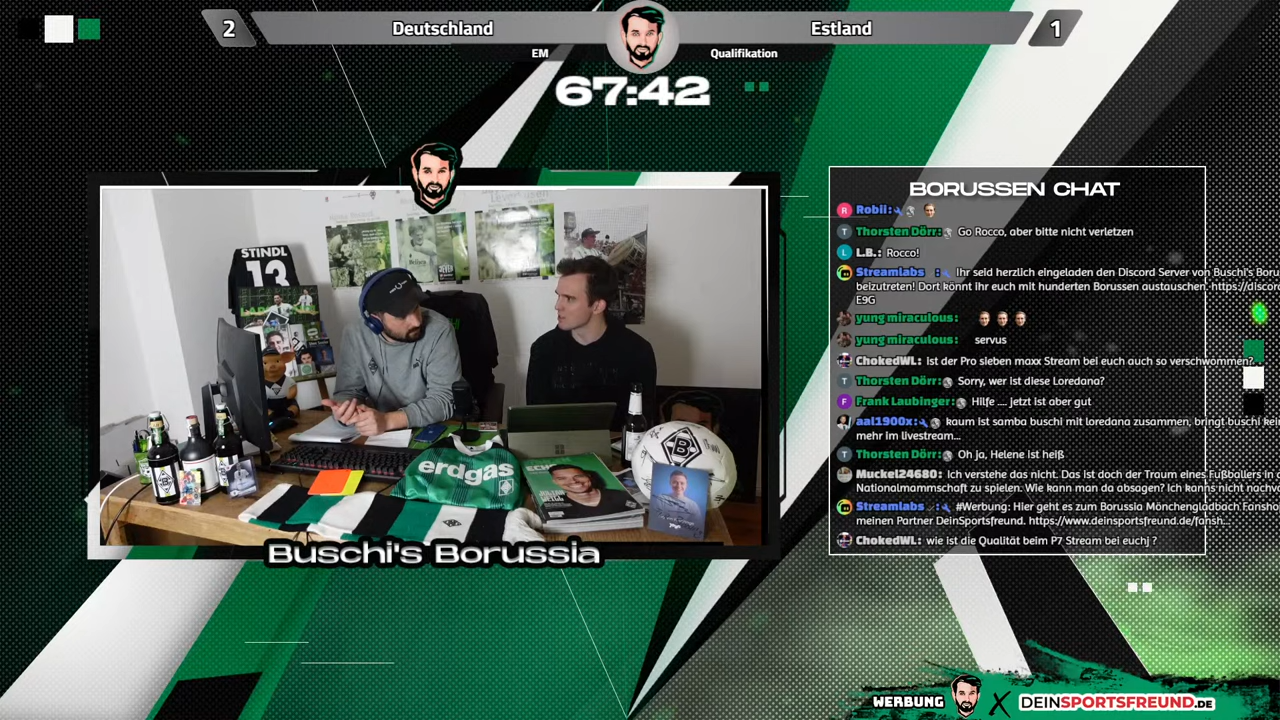 2 Deutschland Estland 1
EM Qualifikation
67:42
BORUSSEN CHAT
R Robii:
T Thorsten Dörr: Go Rocco, aber bitte nicht verletzen
L L.B.: Rocco!
Streamlabs : Ihr seid herzlich eingeladen den Discord Server von Buschi's
beizutreten! Dort könnt ihr euch mit hunderten Borussen austauschen.
E9G
yung miraculous:
yung miraculous: servus
ChokedWL: ist der Pro sieben maxx Stream bei euch auch so verschwommen?
T Thorsten Dörr: Sorry, wer ist diese Loredana?
F Frank Laubinger: Hilfe .... jetzt ist aber gut
aal1900x: kaum ist samba buschi mit loredana zusammen, bringt buschi
mehr im livestream...
T Thorsten Dörr: Oh ja, Helene ist heiß
Muckel24680: Ich verstehe das nicht. Das ist doch der Traum eines Fußballers in
Nationalmammschaft zu spielen. Wie kann man da absagen? Ich kanns nicht
Streamlabs : #Werbung: Hier geht es zum Borussia Mönchengladbach
meinen Partner DeinSportsfreund. https://www.deinsportsfreund.de/fansh...
ChokedWL: wie ist die Qualität beim P7 Stream bei euchj ?
STINDL
13
erdgas
ECHO
Buschi's Borussia
WERBUNG X DEINSPORTSFREUND.DE